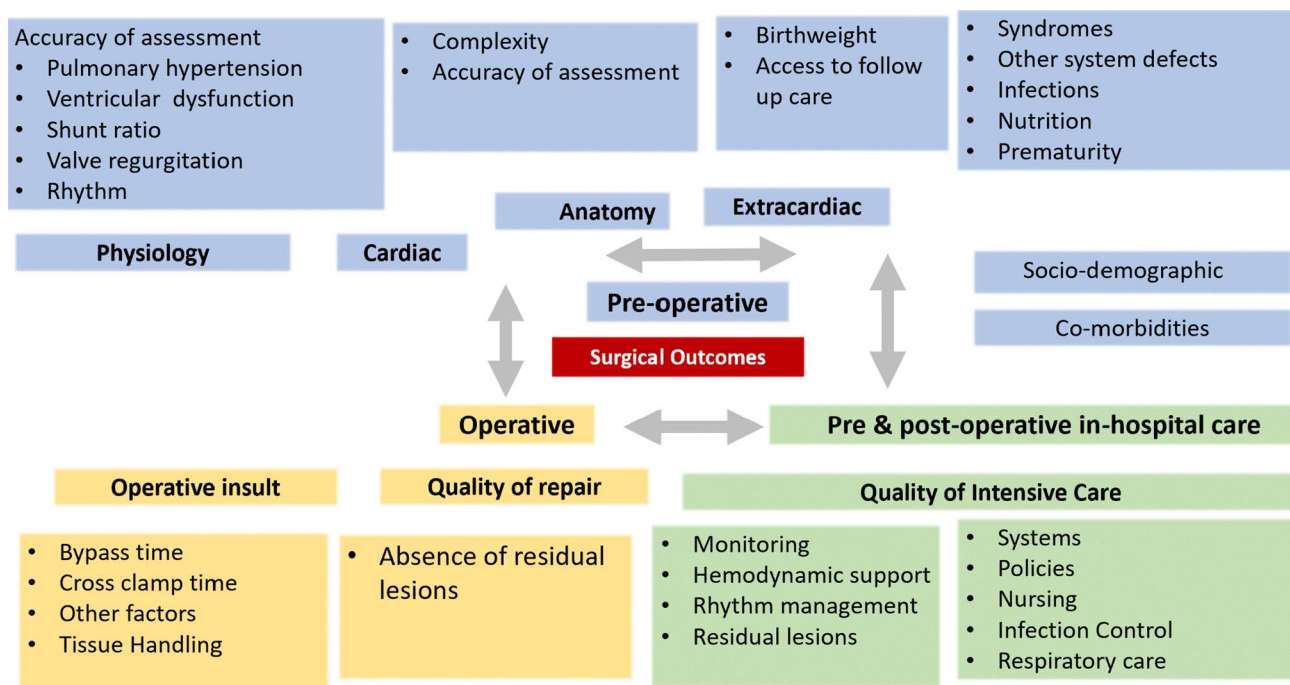 Accuracy of assessment
• Pulmonary hypertension
• Ventricular dysfunction
• Shunt ratio
• Valve regurgitation
• Rhythm
• Complexity
• Accuracy of assessment
• Birthweight
• Access to follow
up care
• Syndromes
• Other system defects
• Infections
• Nutrition
• Prematurity
Anatomy
Extracardiac
Physiology
Cardiac
Socio-demographic
Pre-operative
Co-morbidities
Surgical Outcomes
Operative
Pre & post-operative in-hospital care
Operative insult
Quality of repair
Quality of Intensive Care
• Bypass time
• Cross clamp time
• Other factors
• Tissue Handling
• Absence of residual
lesions
• Monitoring
• Hemodynamic support
• Rhythm management
• Residual lesions
• Systems
• Policies
• Nursing
• Infection Control
• Respiratory care